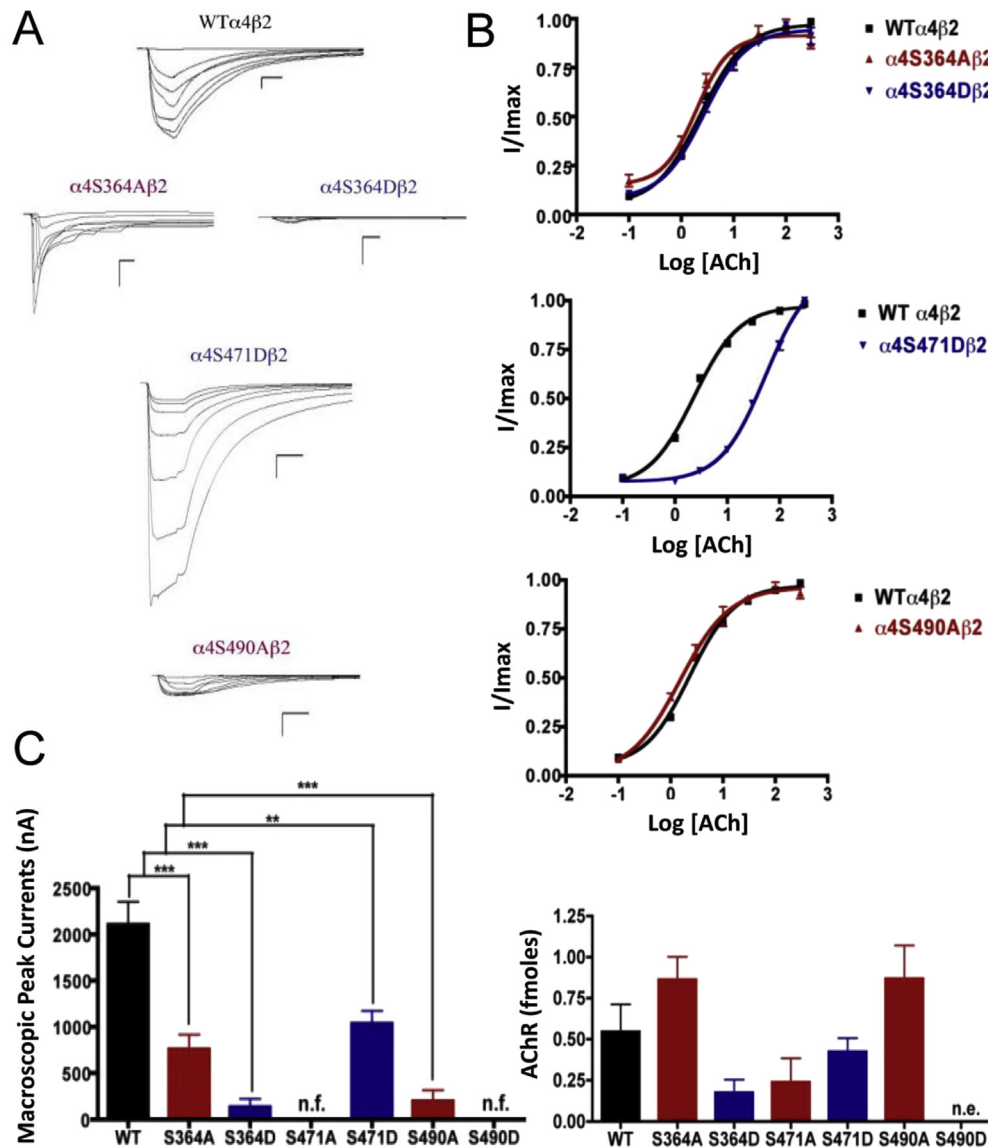 A
WTα4β2
α4S364Aβ2
α4S364Dβ2
α4S471Dβ2
α4S490Aβ2
B
I/Imax
1.00
0.75
0.50
0.25
0.00
-2 -1 0 1 2 3
Log [ACh]
WTα4β2
α4S364Aβ2
α4S364Dβ2
I/Imax
1.00
0.75
0.50
0.25
0.00
-2 -1 0 1 2 3
Log [ACh]
WT α4β2
α4S471Dβ2
I/Imax
1.00
0.75
0.50
0.25
0.00
-2 -1 0 1 2 3
Log [ACh]
WTα4β2
α4S490Aβ2
C
Macroscopic Peak Currents (nA)
2500
2000
1500
1000
500
0
***
**
***
***
n.f.
n.f.
WT S364A S364D S471A S471D S490A S490D
AChR (fmoles)
1.25
1.00
0.75
0.50
0.25
0.00
n.e.
WT S364A S364D S471A S471D S490A S490D